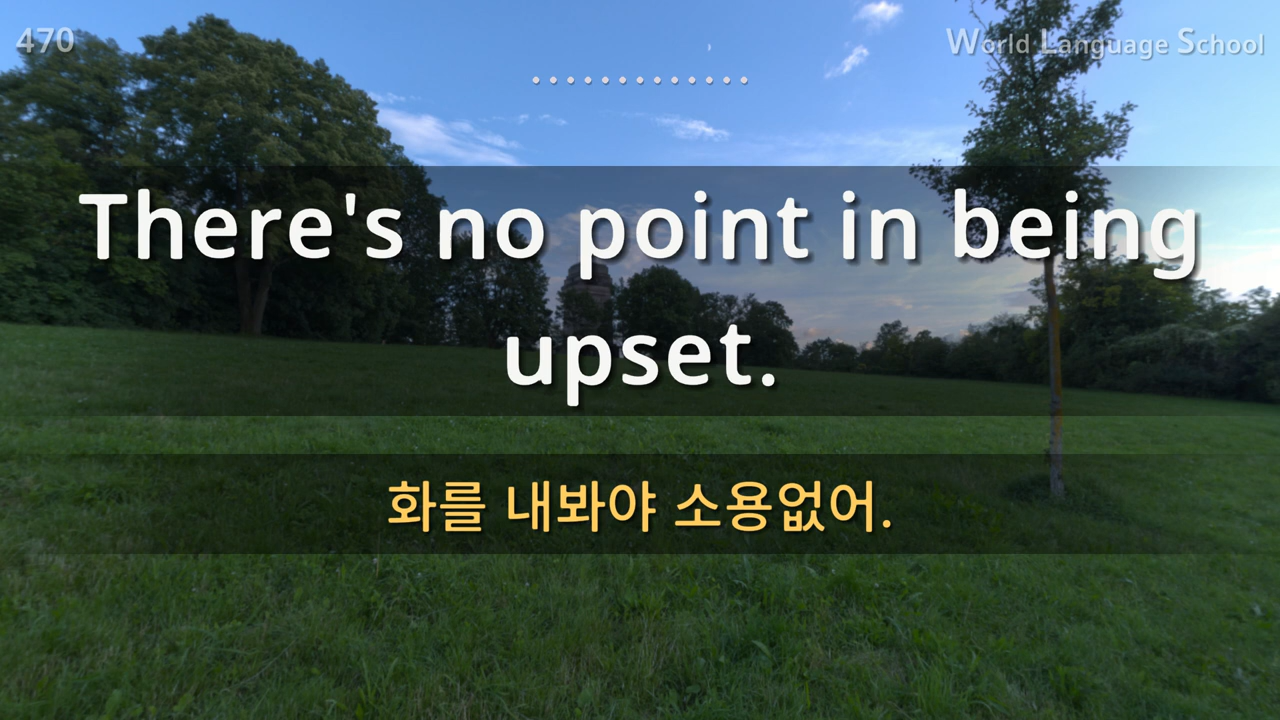 470
World Language School
There's no point in being
upset.
화를 내봐야 소용없어.